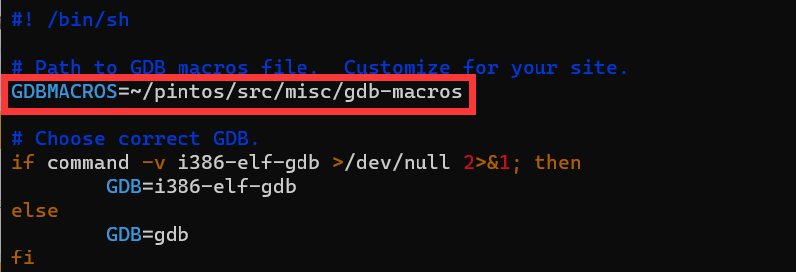 #! /bin/sh
# Path to GDB macros file.  Customize for your site.
GDBMACROS=~/pintos/src/misc/gdb-macros
# Choose correct GDB.
if command -v i386-elf-gdb >/dev/null 2>&1; then
        GDB=i386-elf-gdb
else
        GDB=gdb
fi